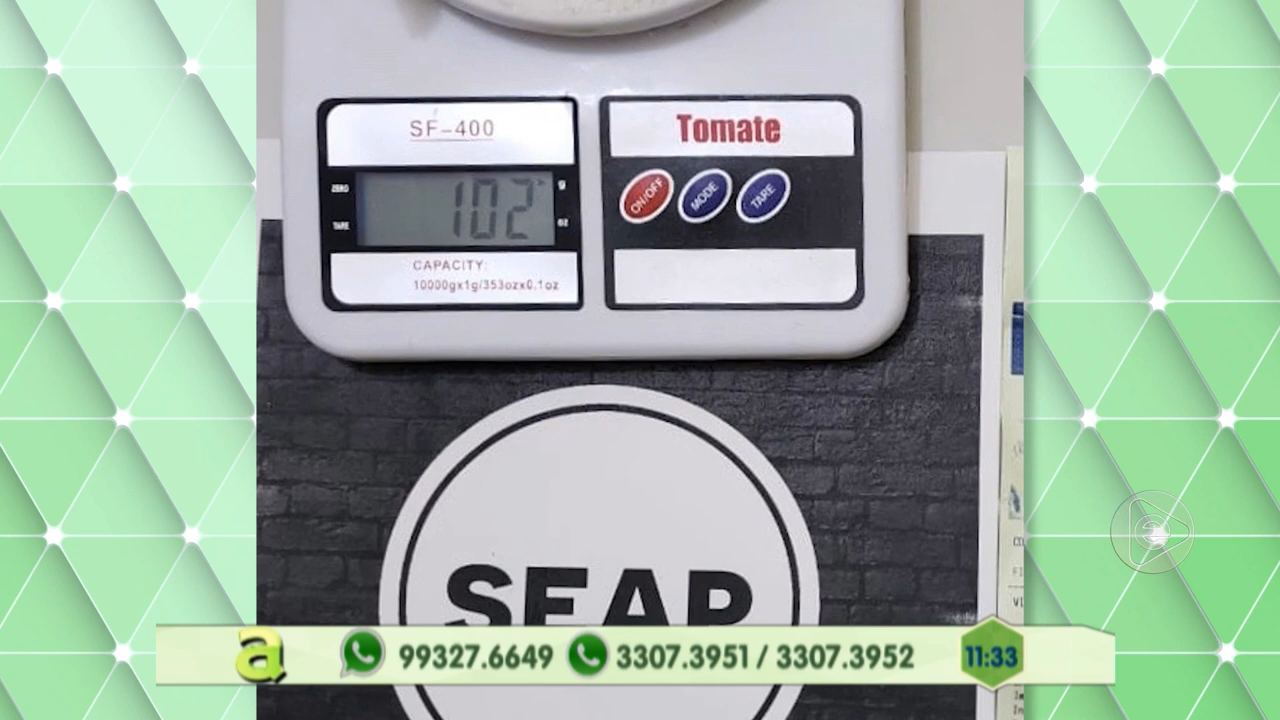 SF-400
Tomate
ZERO
g
102
TARE
oz
ON/OFF
MODE
TARE
CAPACITY:
10000gx1g/353ozx0.1oz
SEAP
a
99327.6649
3307.3951 / 3307.3952
11:33